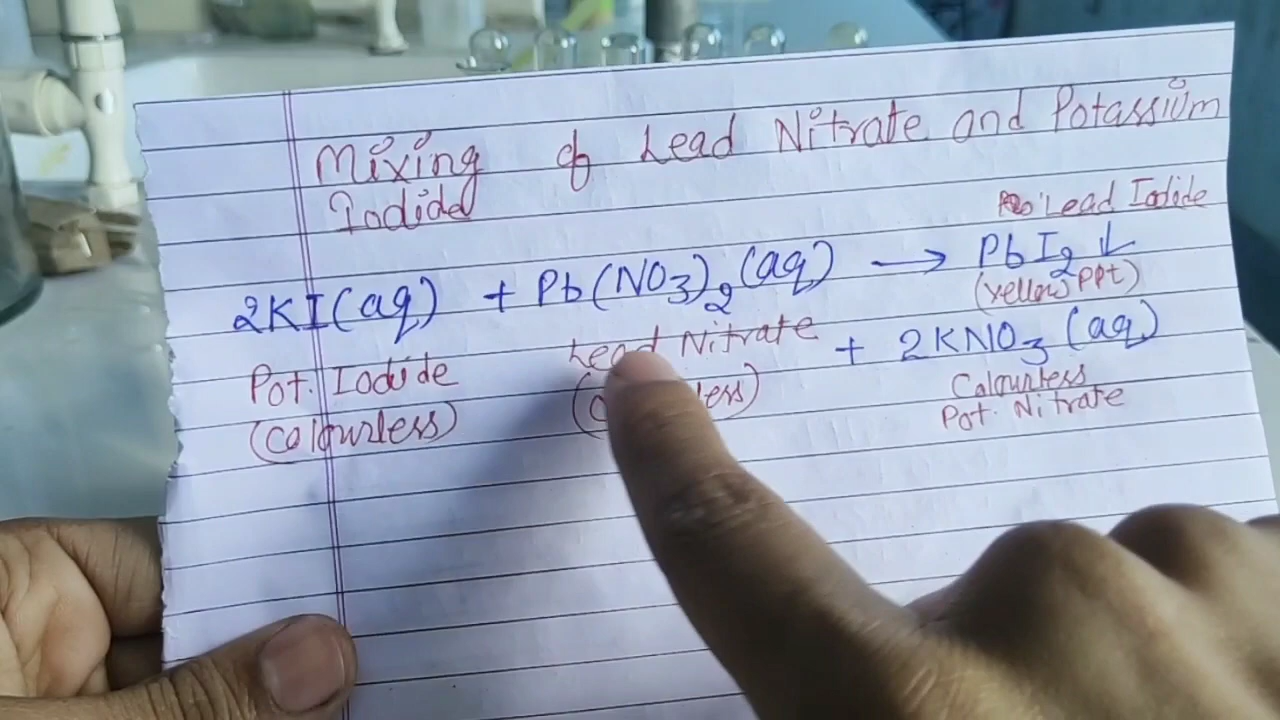 Mixing of Lead Nitrate and Potassium
Iodide
Lead Iodide
2KI(aq) + Pb(NO3)2(aq) → PbI2↓
(Yellow PPt)
Lead Nitrate
+ 2KNO3(aq)
Pot. Iodide
Colourless
(Colourless)
Pot. Nitrate